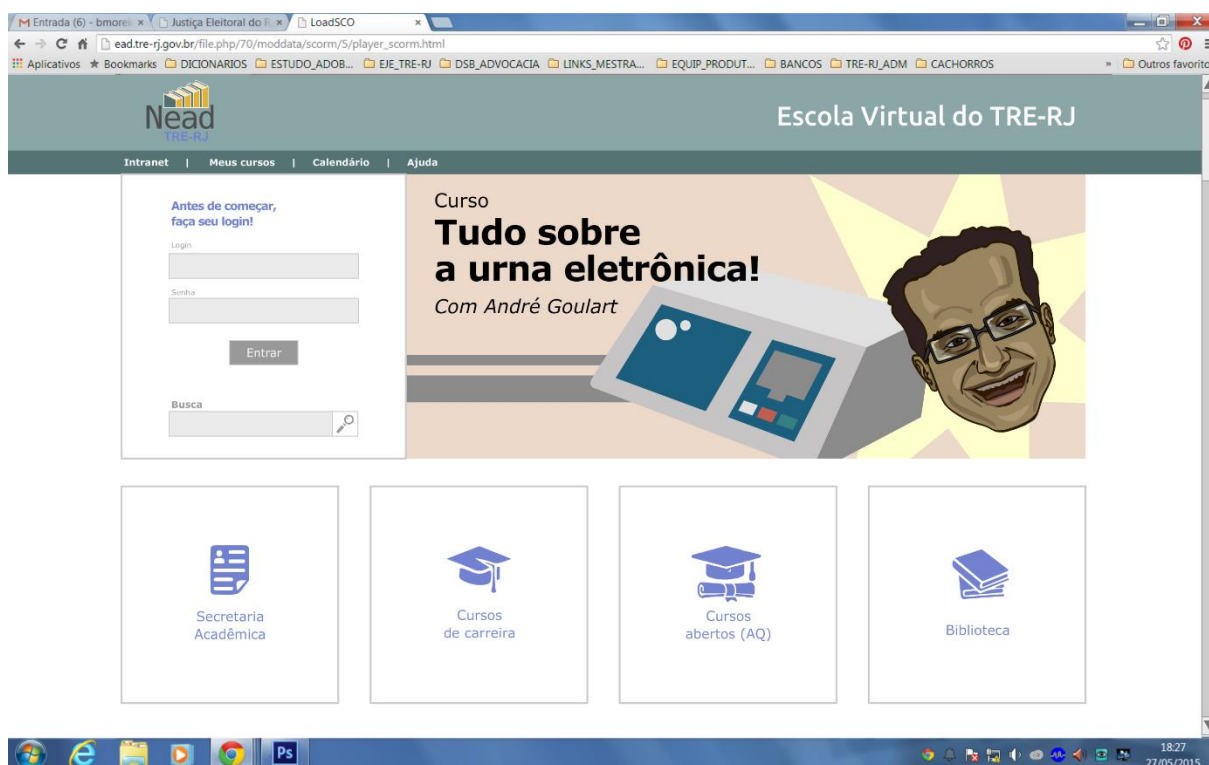 Entrada (6) - bmorei
Justiça Eleitoral do R
LoadSCO
ead.tre-rj.gov.br/file.php/70/moddata/scorm/5/player_scorm.html
Aplicativos Bookmarks DICIONARIOS ESTUDO_ADOB... EJE_TRE-RJ DSB_ADVOCACIA LINKS_MESTRA... EQUIP_PRODUT... BANCOS TRE-RJ_ADM CACHORROS » Outros favorito
Nead
TRE-RJ
Escola Virtual do TRE-RJ
Intranet | Meus cursos | Calendário | Ajuda
Antes de começar,
faça seu login!
Login
Senha
Entrar
Busca
Curso
Tudo sobre
a urna eletrônica!
Com André Goulart
Secretaria
Acadêmica
Cursos
de carreira
Cursos
abertos (AQ)
Biblioteca
Ps
18:27
27/05/2015